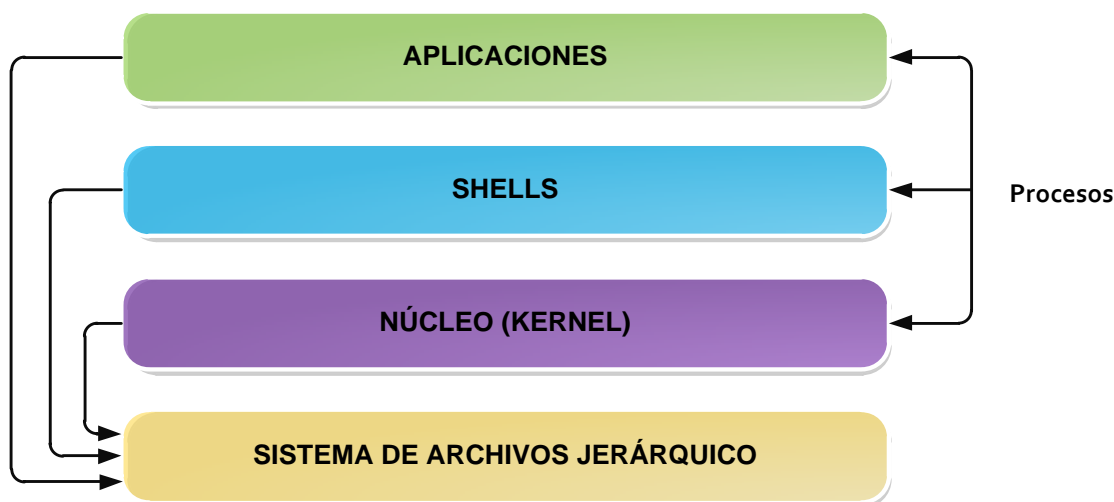 APLICACIONES
SHELLS
Procesos
NÚCLEO (KERNEL)
SISTEMA DE ARCHIVOS JERÁRQUICO